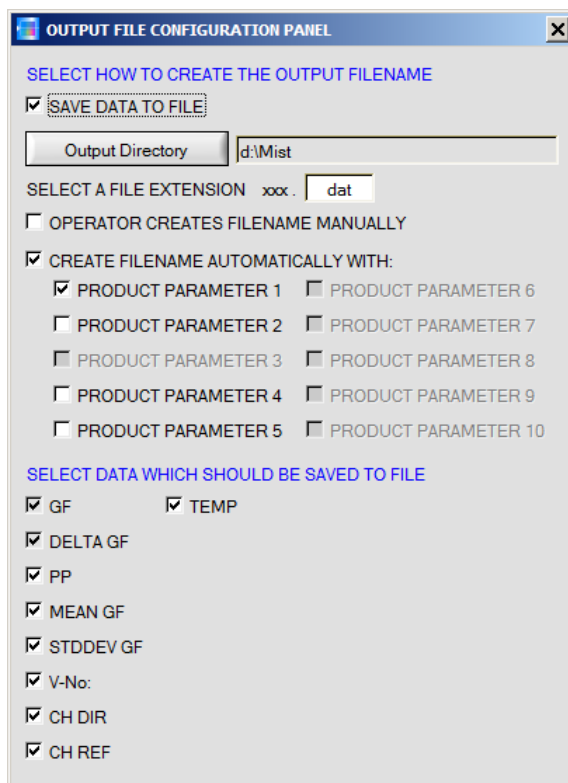 OUTPUT FILE CONFIGURATION PANEL
SELECT HOW TO CREATE THE OUTPUT FILENAME
SAVE DATA TO FILE
Output Directory d:\Mist
SELECT A FILE EXTENSION xxx . dat
OPERATOR CREATES FILENAME MANUALLY
CREATE FILENAME AUTOMATICALLY WITH:
PRODUCT PARAMETER 1 PRODUCT PARAMETER 6
PRODUCT PARAMETER 2 PRODUCT PARAMETER 7
PRODUCT PARAMETER 3 PRODUCT PARAMETER 8
PRODUCT PARAMETER 4 PRODUCT PARAMETER 9
PRODUCT PARAMETER 5 PRODUCT PARAMETER 10
SELECT DATA WHICH SHOULD BE SAVED TO FILE
GF TEMP
DELTA GF
PP
MEAN GF
STDDEV GF
V-No:
CH DIR
CH REF